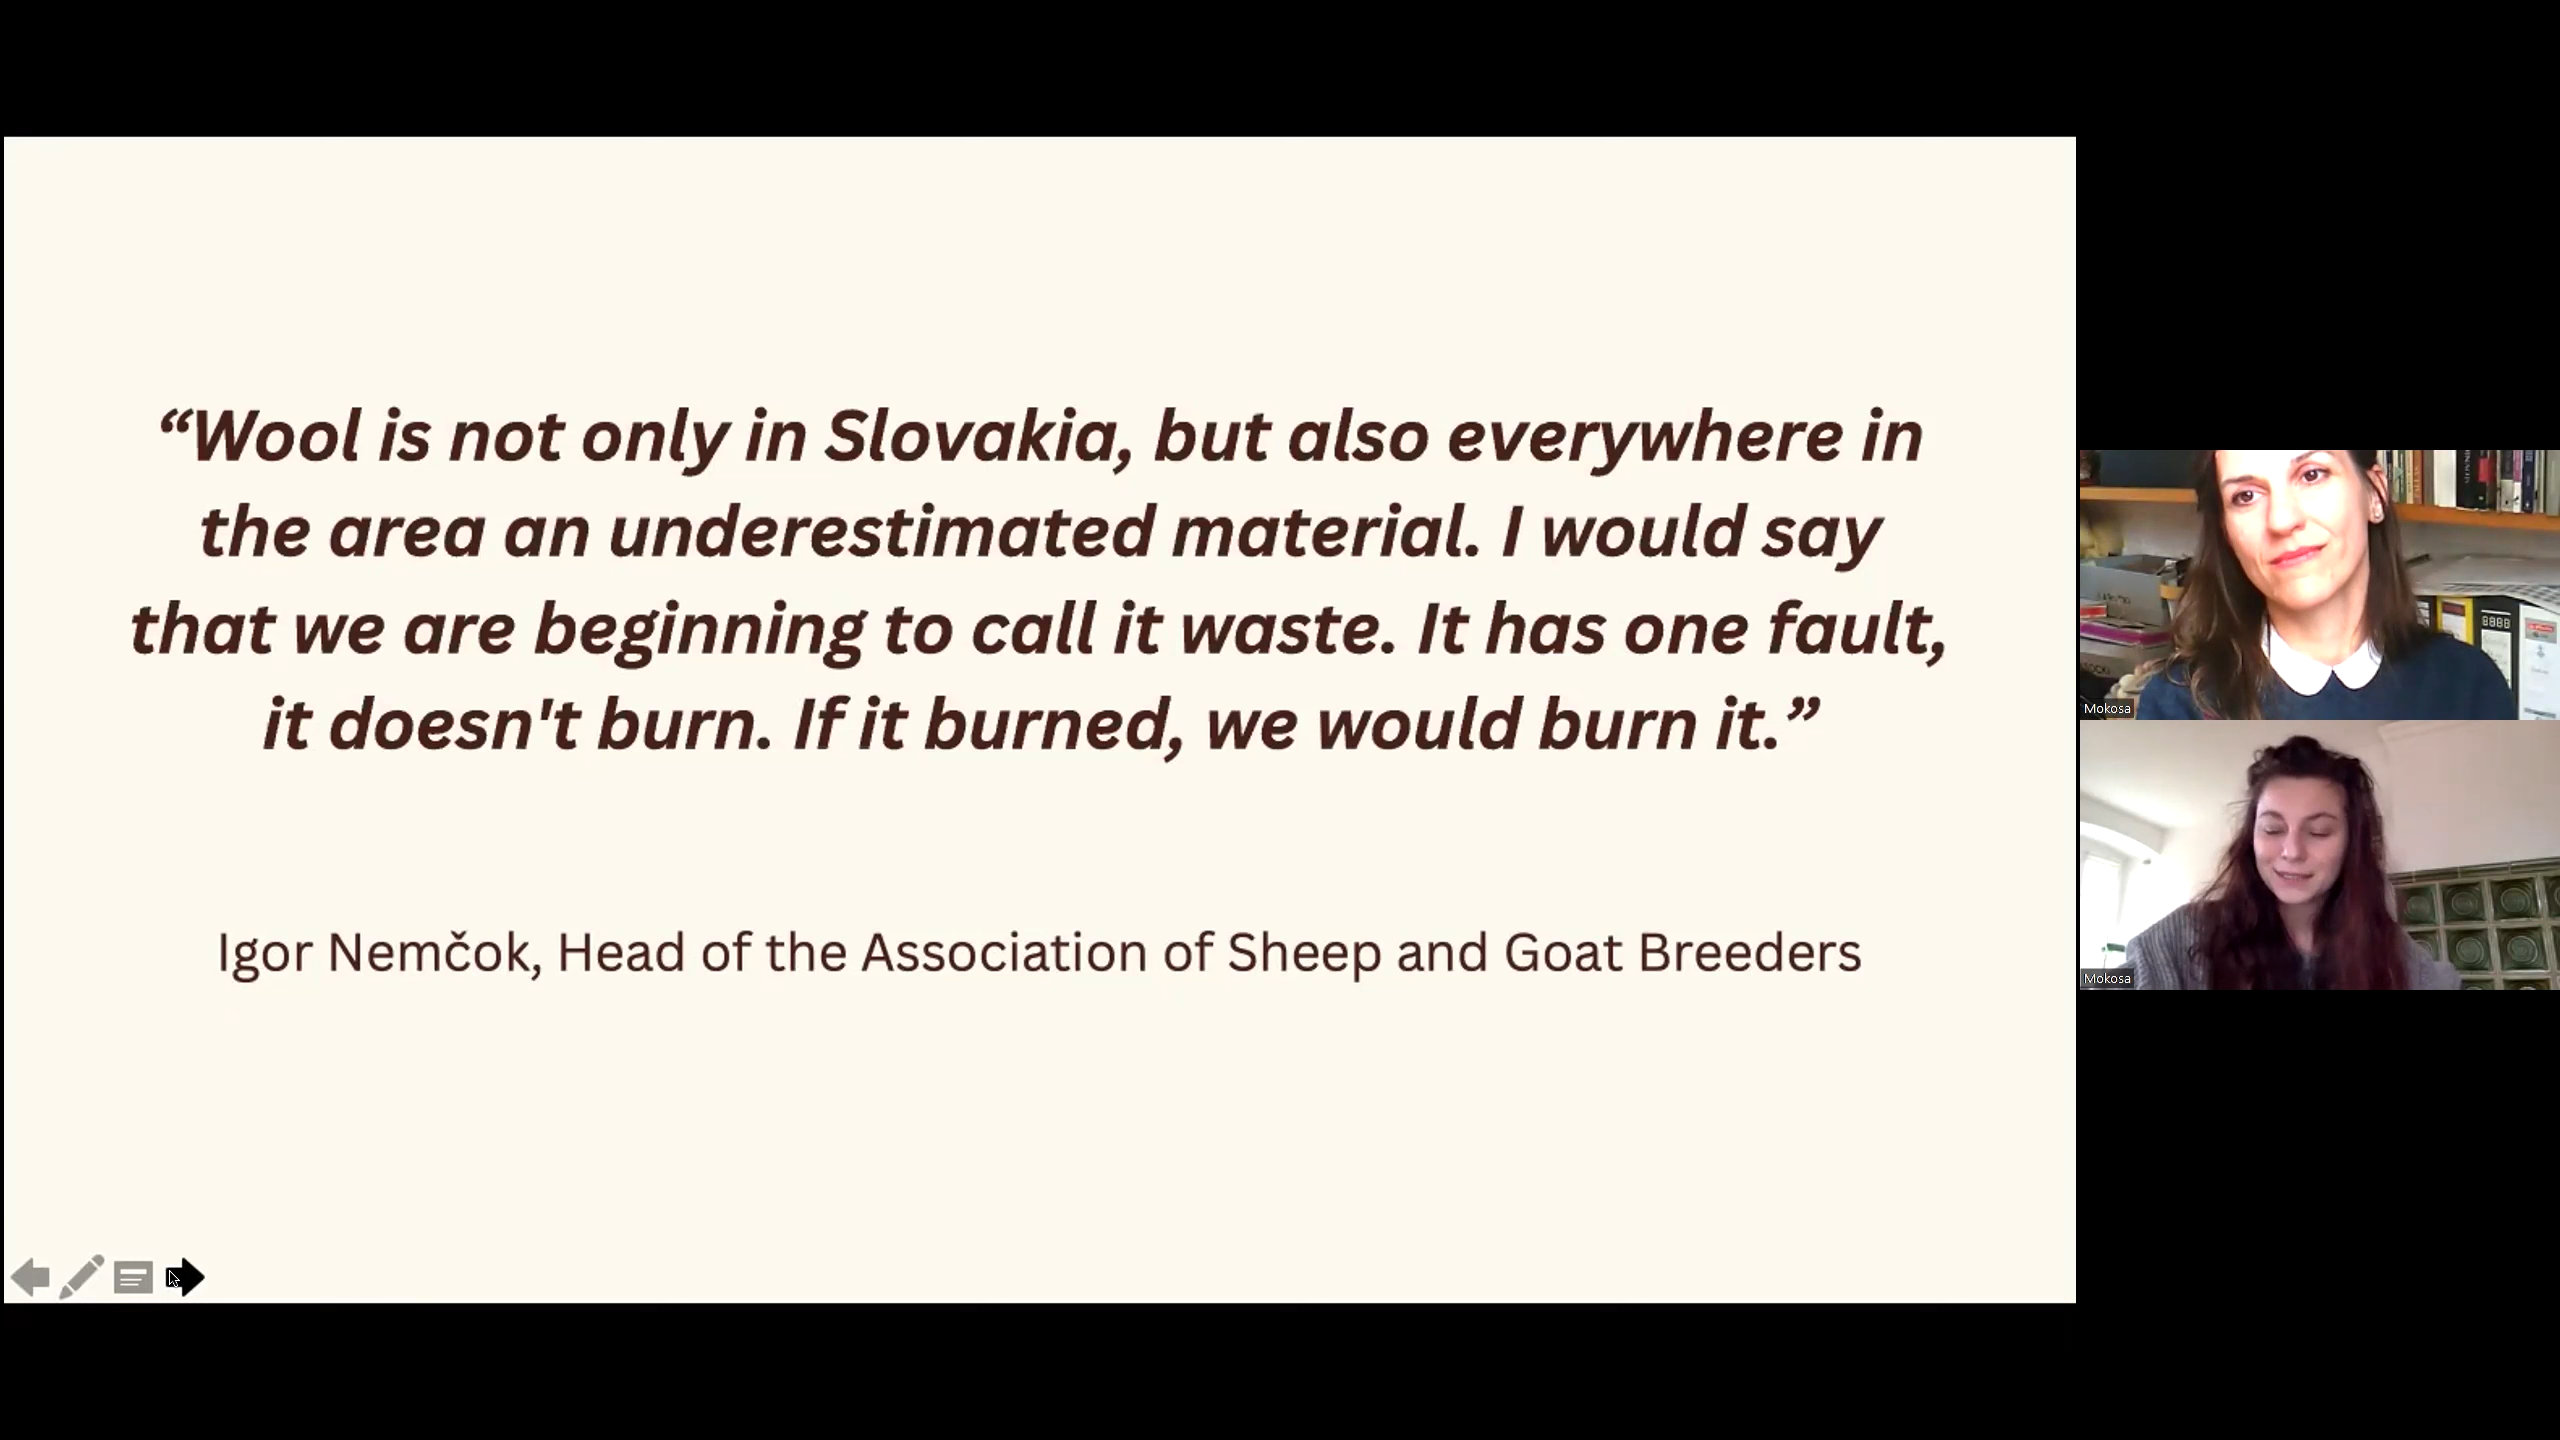 “Wool is not only in Slovakia, but also everywhere in
the area an underestimated material. I would say
that we are beginning to call it waste. It has one fault,
it doesn't burn. If it burned, we would burn it.”
Igor Nemčok, Head of the Association of Sheep and Goat Breeders
Mokosa
Mokosa